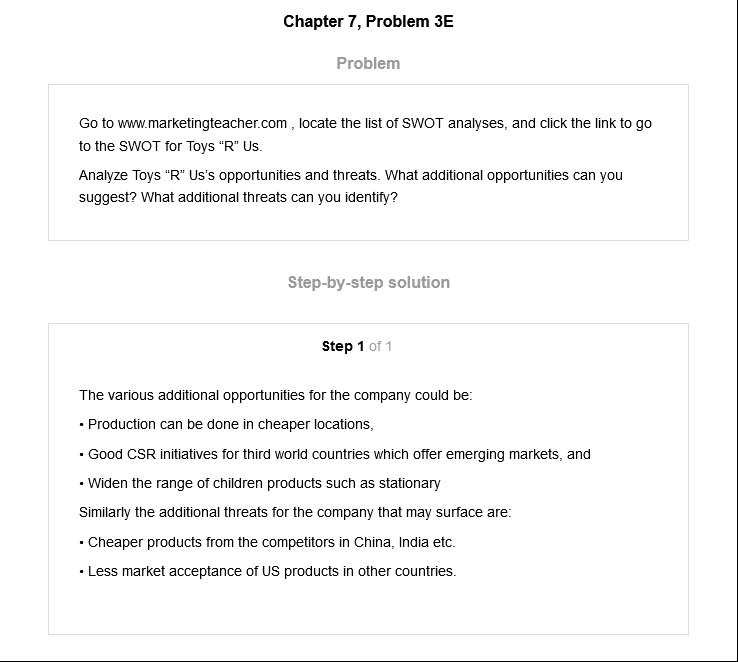 Chapter 7, Problem 3E
Problem
Go to www.marketingteacher.com , locate the list of SWOT analyses, and click the link to go
to the SWOT for Toys “R” Us.
Analyze Toys “R” Us’s opportunities and threats. What additional opportunities can you
suggest? What additional threats can you identify?
Step-by-step solution
Step 1 of 1
The various additional opportunities for the company could be:
• Production can be done in cheaper locations,
• Good CSR initiatives for third world countries which offer emerging markets, and
• Widen the range of children products such as stationary
Similarly the additional threats for the company that may surface are:
• Cheaper products from the competitors in China, India etc.
• Less market acceptance of US products in other countries.